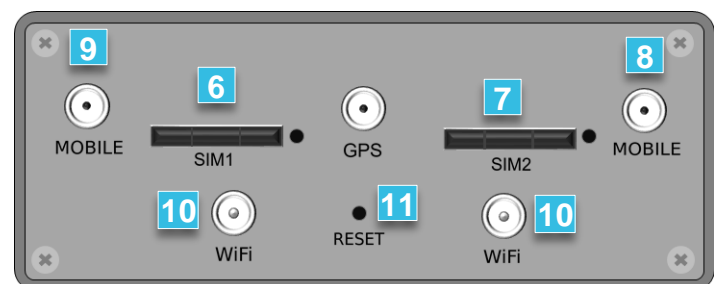 9
8
6
7
MOBILE
SIM1
GPS
SIM2
MOBILE
10
11
10
WiFi
RESET
WiFi